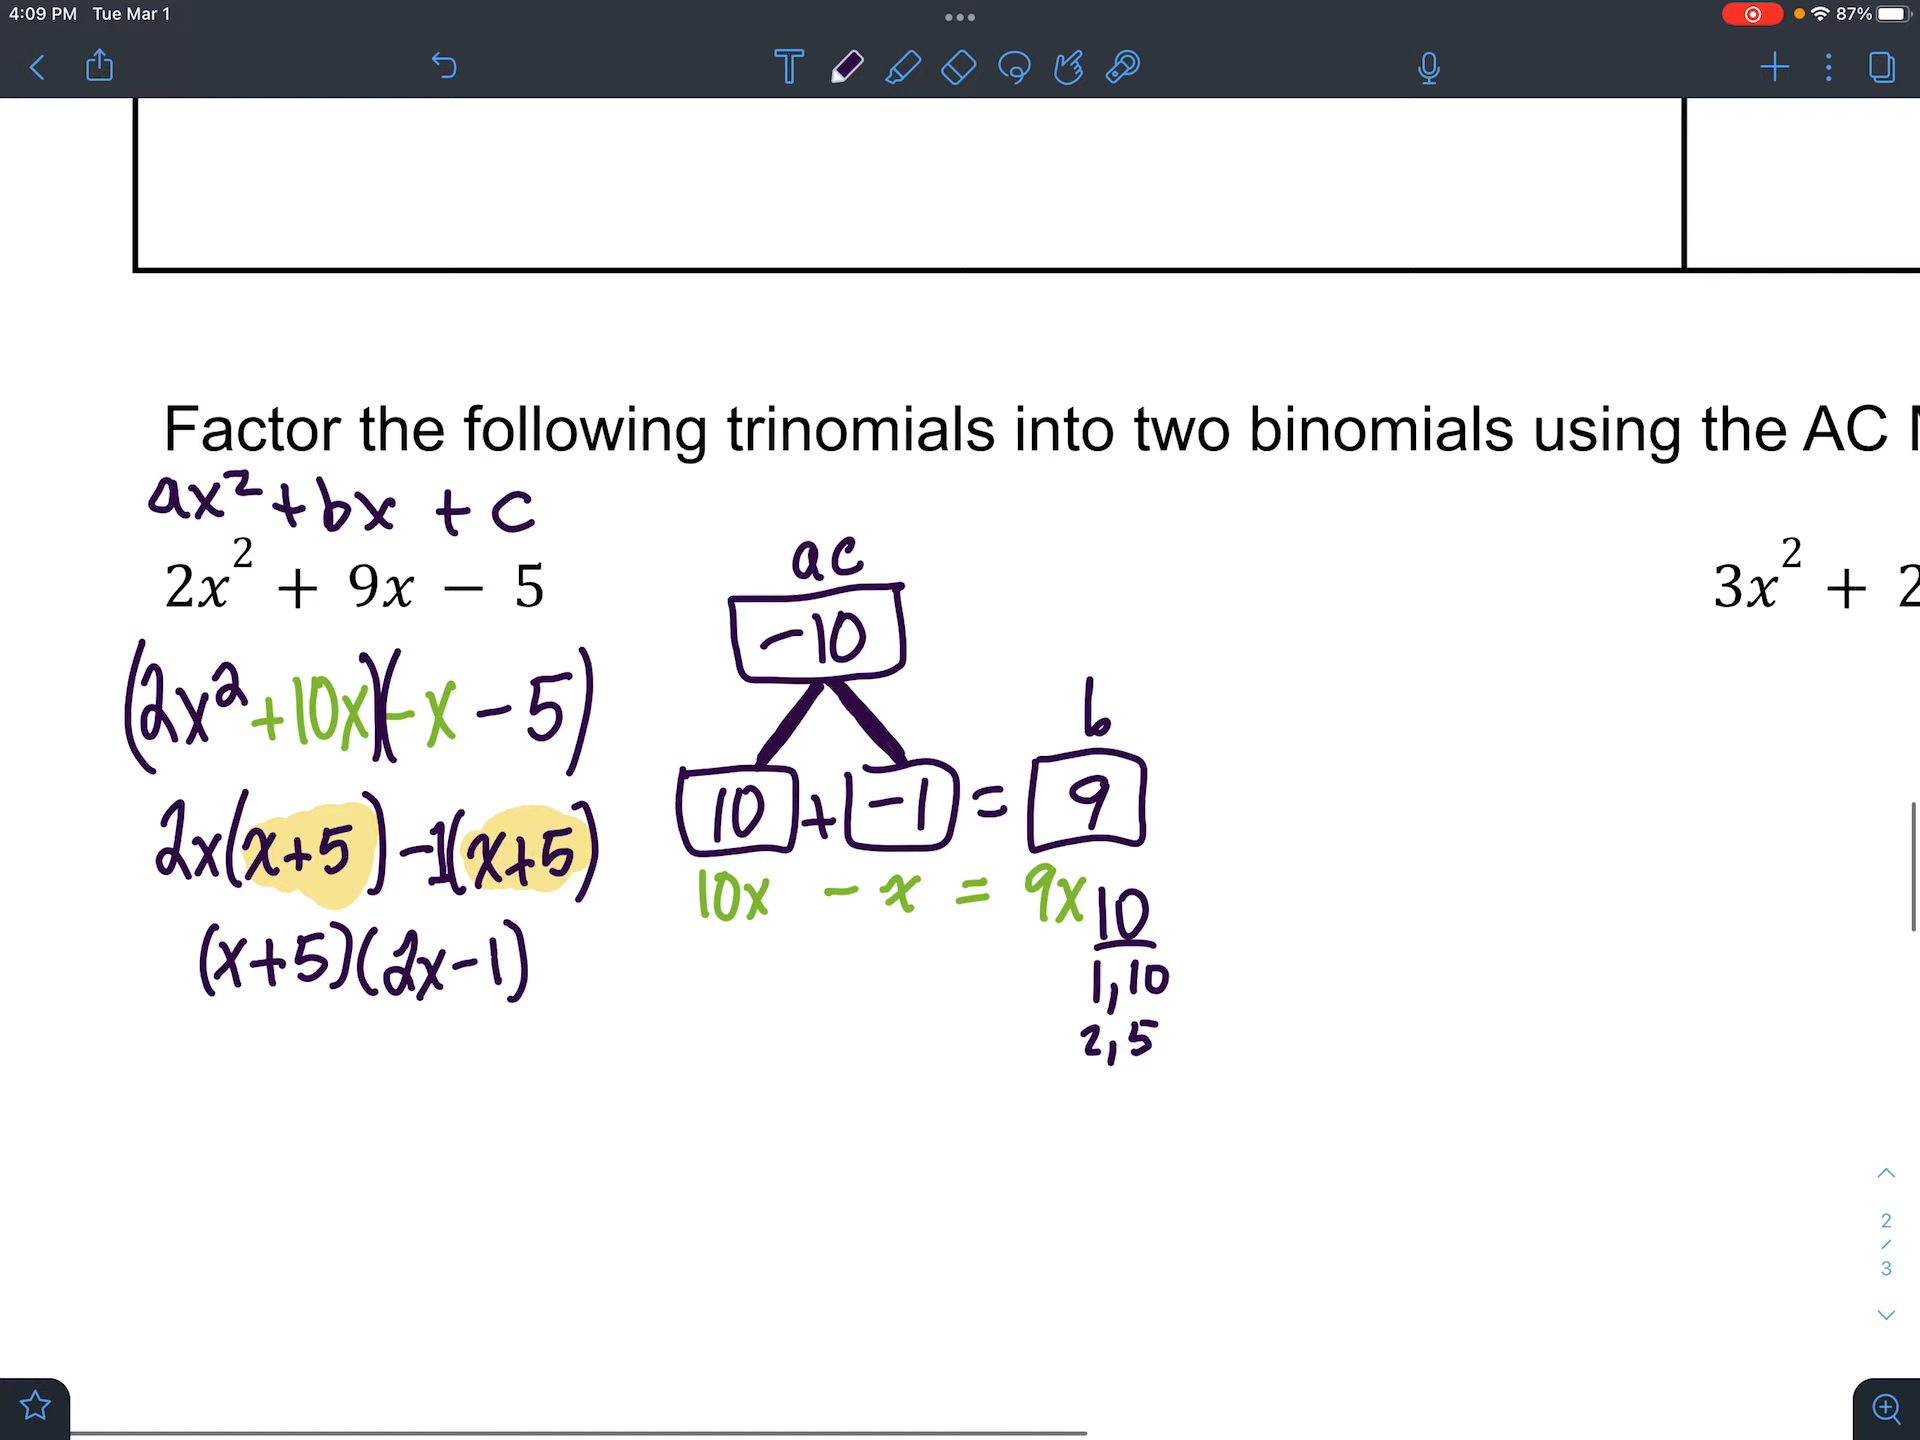 4:09 PM Tue Mar 1
87%
T
Factor the following trinomials into two binomials using the AC
ax² + bx + c
2x² + 9x − 5
3x² + 2
(2x² +10x)(−x − 5)
2x(x+5) −1(x+5)
(x+5)(2x−1)
ac
−10
b
10 + −1 = 9
10x − x = 9x
10
1, 10
2, 5
2
/
3